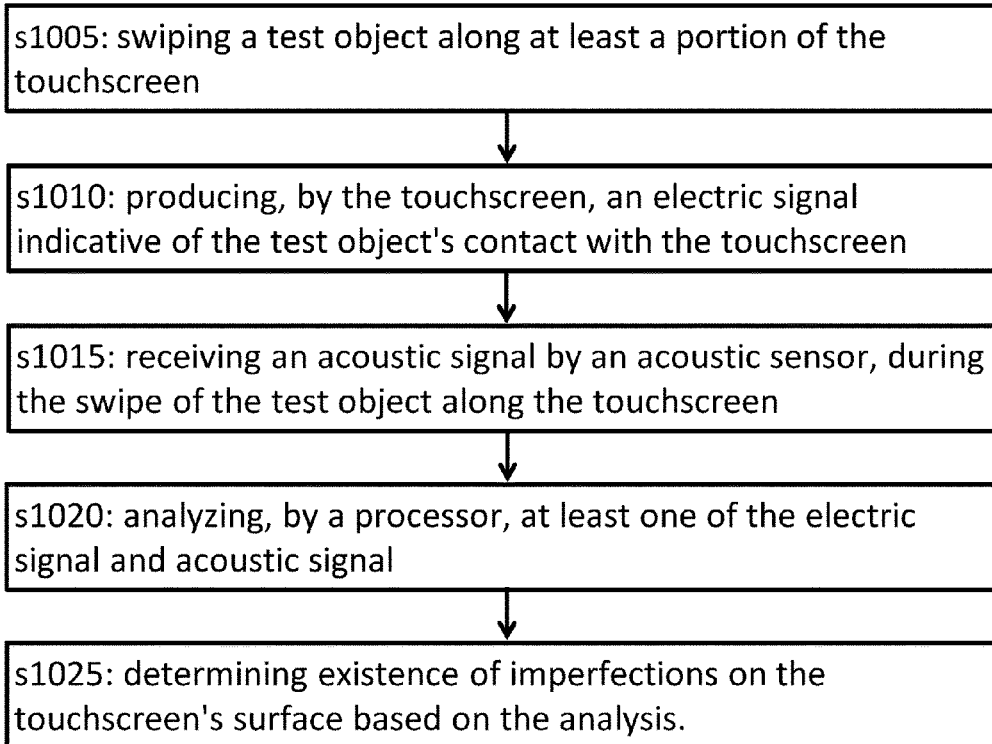 s1005: swiping a test object along at least a portion of the
touchscreen
s1010: producing, by the touchscreen, an electric signal
indicative of the test object's contact with the touchscreen
s1015: receiving an acoustic signal by an acoustic sensor, during
the swipe of the test object along the touchscreen
s1020: analyzing, by a processor, at least one of the electric
signal and acoustic signal
s1025: determining existence of imperfections on the
touchscreen's surface based on the analysis.